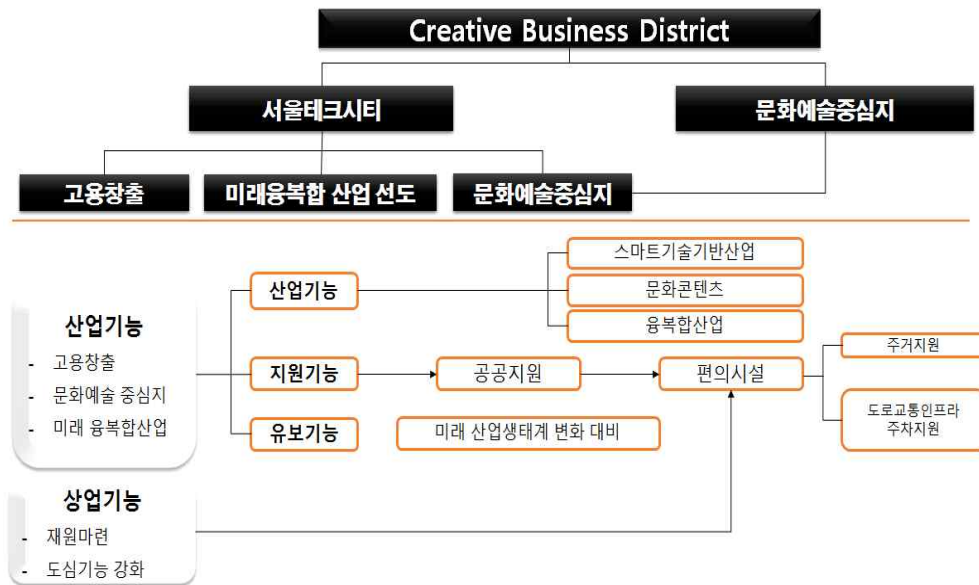 Creative Business District
서울테크시티
문화예술중심지
고용창출
미래융복합 산업 선도
문화예술중심지
산업기능
- 고용창출
- 문화예술 중심지
- 미래 융복합산업
산업기능
스마트기술기반산업
문화콘텐츠
융복합산업
지원기능
공공지원
편의시설
주거지원
도로교통인프라
주차지원
유보기능
미래 산업생태계 변화 대비
상업기능
- 재원마련
- 도심기능 강화